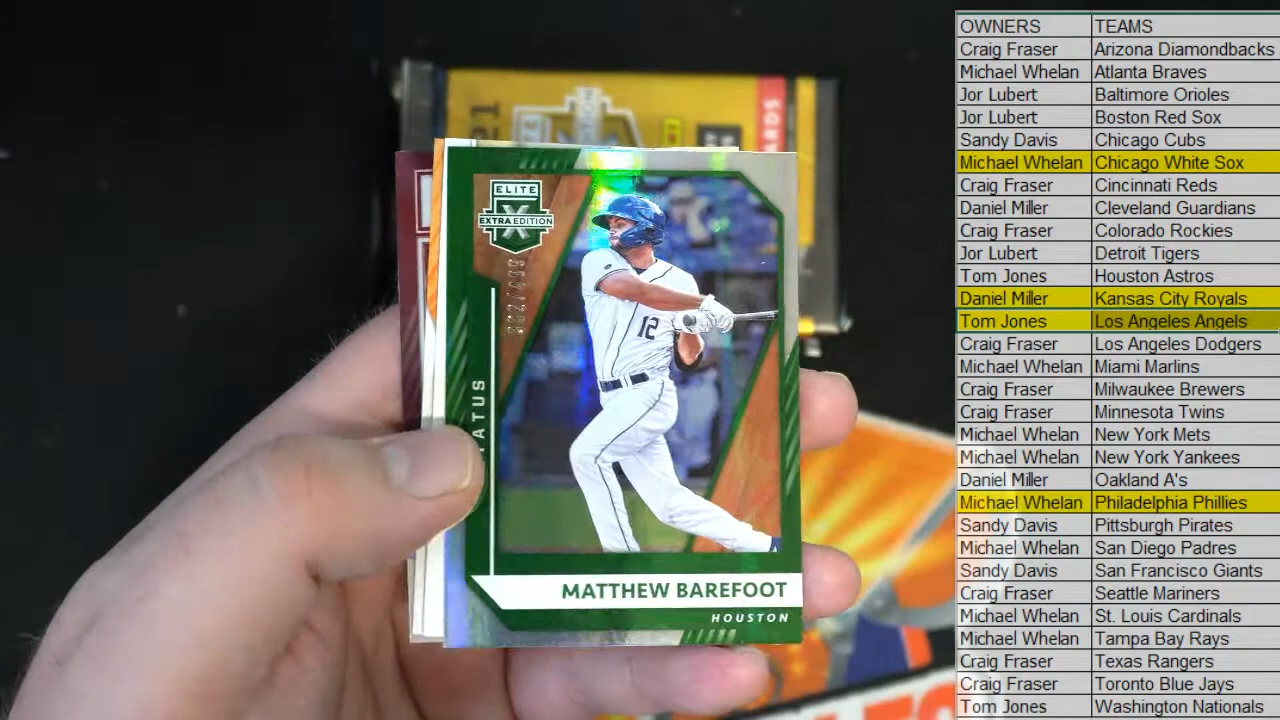 OWNERS TEAMS
Craig Fraser Arizona Diamondbacks
Michael Whelan Atlanta Braves
Jor Lubert Baltimore Orioles
Jor Lubert Boston Red Sox
Sandy Davis Chicago Cubs
Michael Whelan Chicago White Sox
Craig Fraser Cincinnati Reds
Daniel Miller Cleveland Guardians
Craig Fraser Colorado Rockies
Jor Lubert Detroit Tigers
Tom Jones Houston Astros
Daniel Miller Kansas City Royals
Tom Jones Los Angeles Angels
Craig Fraser Los Angeles Dodgers
Michael Whelan Miami Marlins
Craig Fraser Milwaukee Brewers
Craig Fraser Minnesota Twins
Michael Whelan New York Mets
Michael Whelan New York Yankees
Daniel Miller Oakland A's
Michael Whelan Philadelphia Phillies
Sandy Davis Pittsburgh Pirates
Michael Whelan San Diego Padres
Sandy Davis San Francisco Giants
Craig Fraser Seattle Mariners
Michael Whelan St. Louis Cardinals
Michael Whelan Tampa Bay Rays
Craig Fraser Texas Rangers
Craig Fraser Toronto Blue Jays
Tom Jones Washington Nationals
ELITE
X
EXTRA EDITION
12
MATTHEW BAREFOOT
HOUSTON